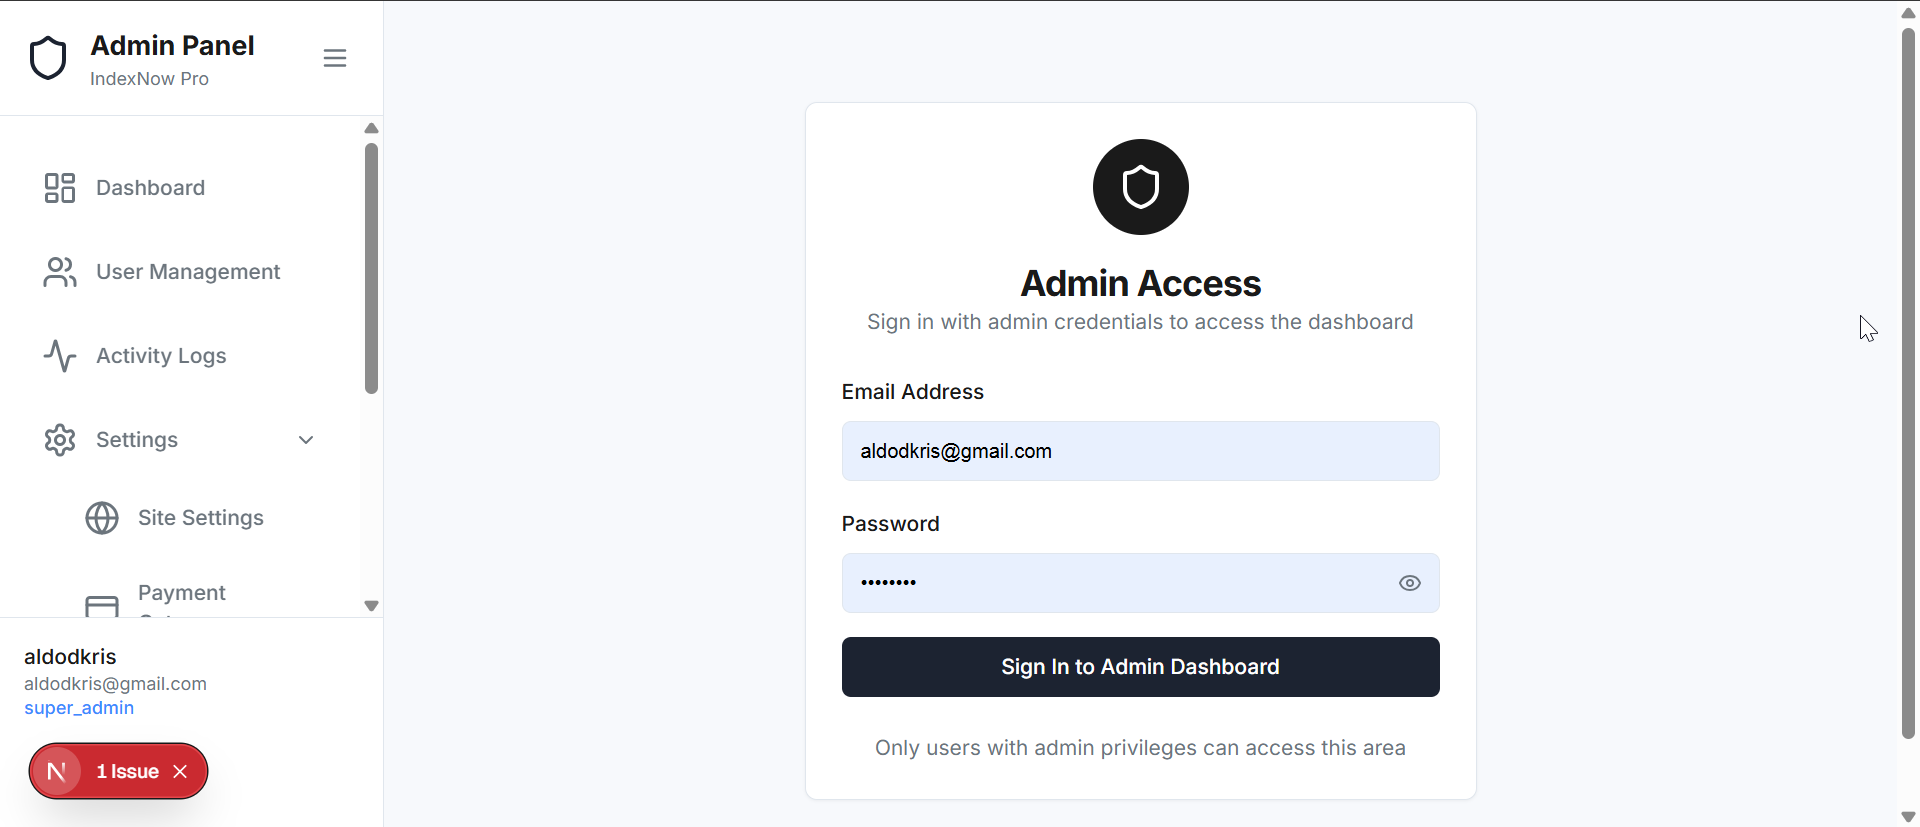 Admin Panel
IndexNow Pro
Dashboard
User Management
Activity Logs
Settings
Site Settings
Payment
aldodkris
aldodkris@gmail.com
super_admin
N
1 Issue
Admin Access
Sign in with admin credentials to access the dashboard
Email Address
aldodkris@gmail.com
Password
••••••••
Sign In to Admin Dashboard
Only users with admin privileges can access this area